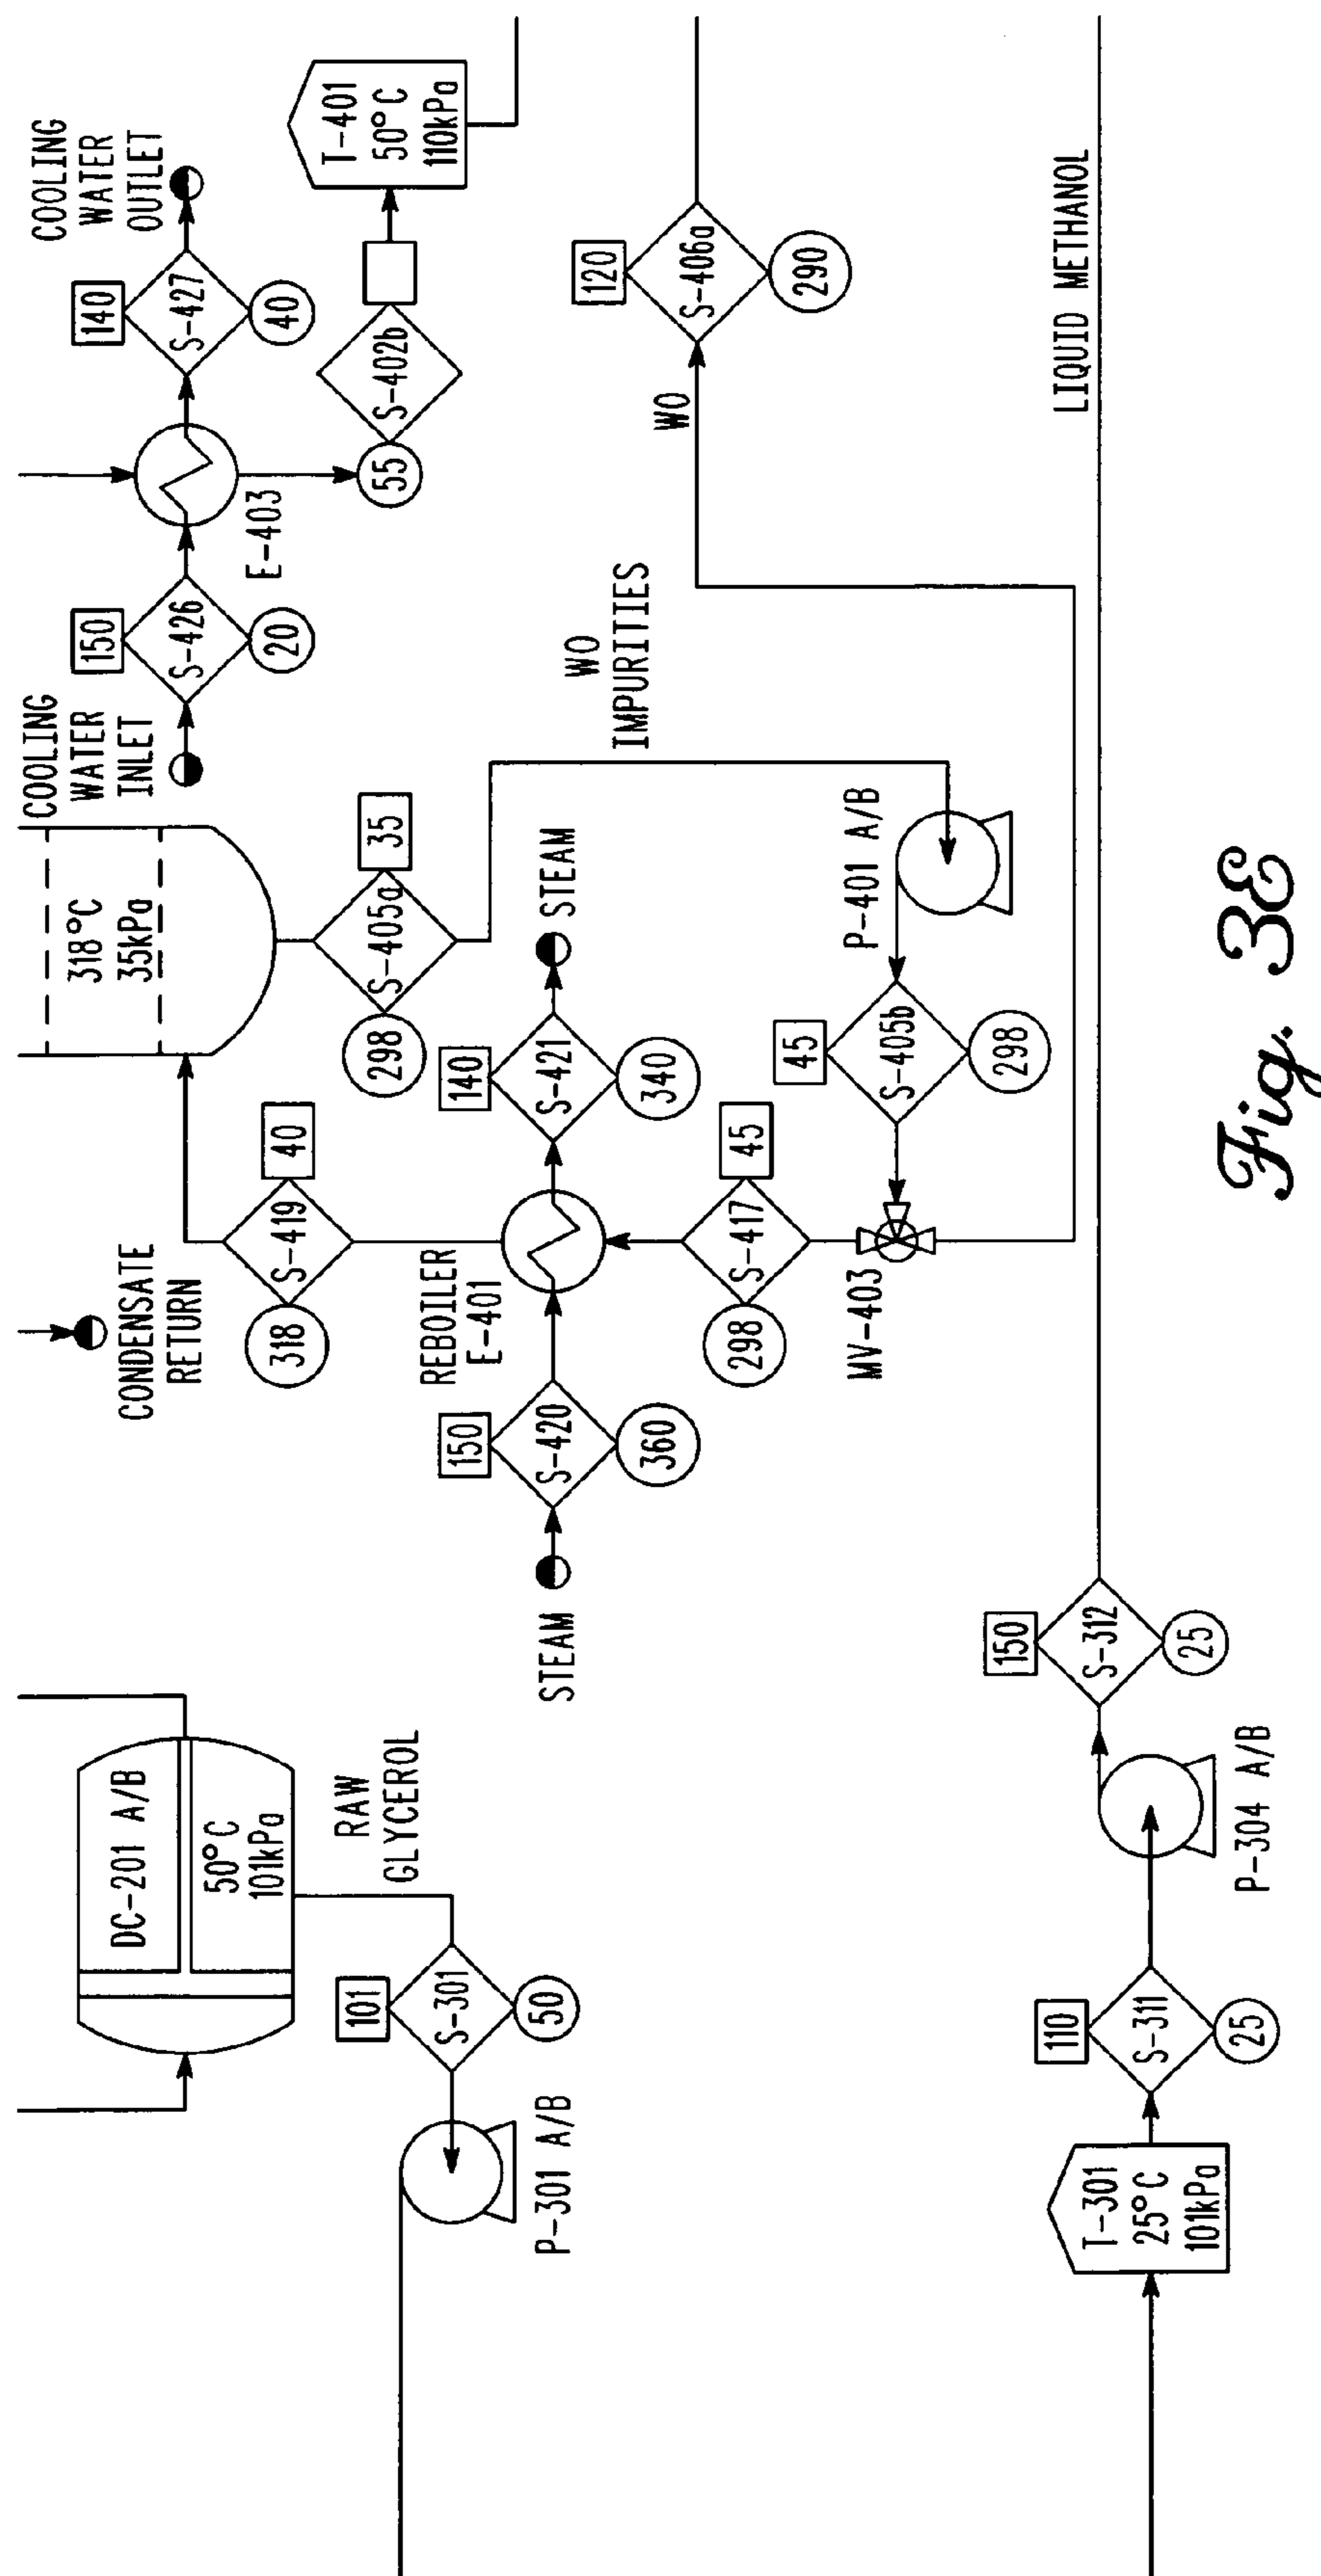 DC-201 A/B
50°C
101kPa
RAW
GLYCEROL
101
S-301
50
P-301 A/B
CONDENSATE
RETURN
318°C
35kPa
COOLING
WATER
INLET
150
S-426
20
E-403
140
S-427
40
COOLING
WATER
OUTLET
55
S-402b
T-401
50°C
110kPa
318
S-419
40
298
S-405a
35
STEAM
150
S-420
360
REBOILER
E-401
140
S-421
340
STEAM
298
S-417
45
MV-403
45
S-405b
298
P-401 A/B
WO
IMPURITIES
WO
120
S-406a
290
T-301
25°C
101kPa
110
S-311
25
P-304 A/B
150
S-312
25
LIQUID METHANOL
Fig. 3E